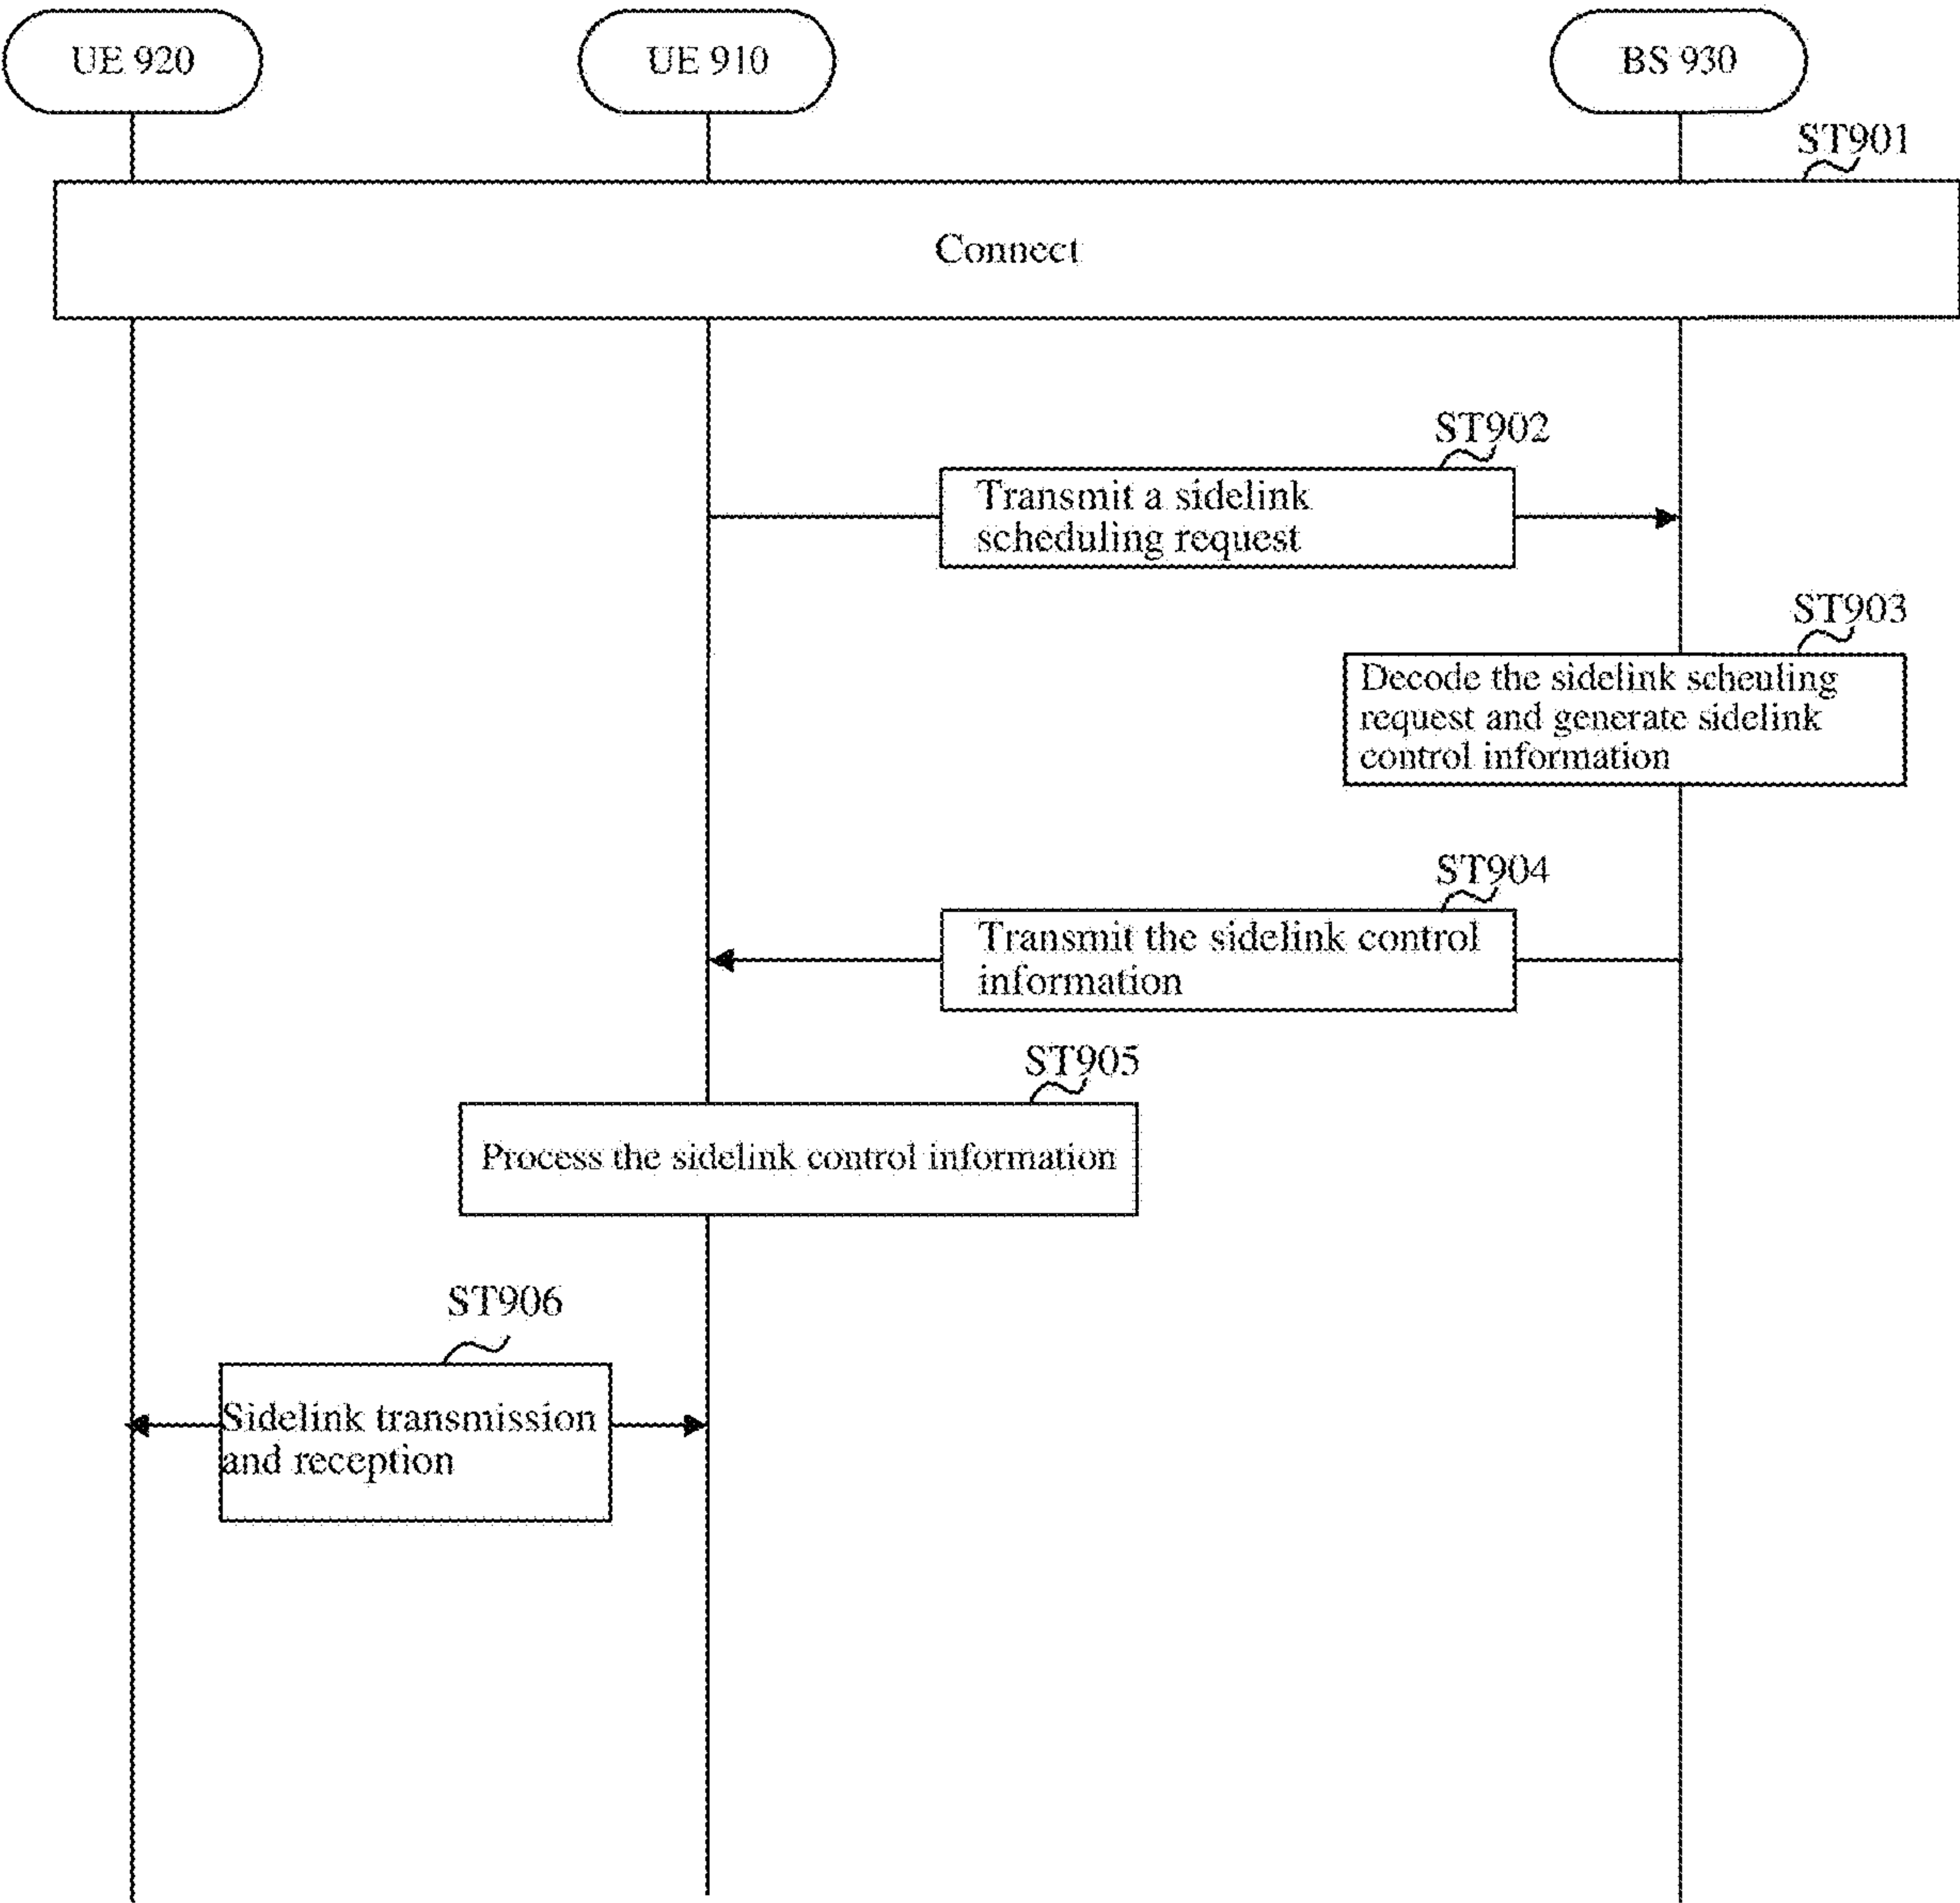 UE 920
UE 910
BS 930
ST901
Connect
ST902
Transmit a sidelink
scheduling request
ST903
Decode the sidelink scheuling
request and generate sidelink
control information
ST904
Transmit the sidelink control
information
ST905
Process the sidelink control information
ST906
Sidelink transmission
and reception